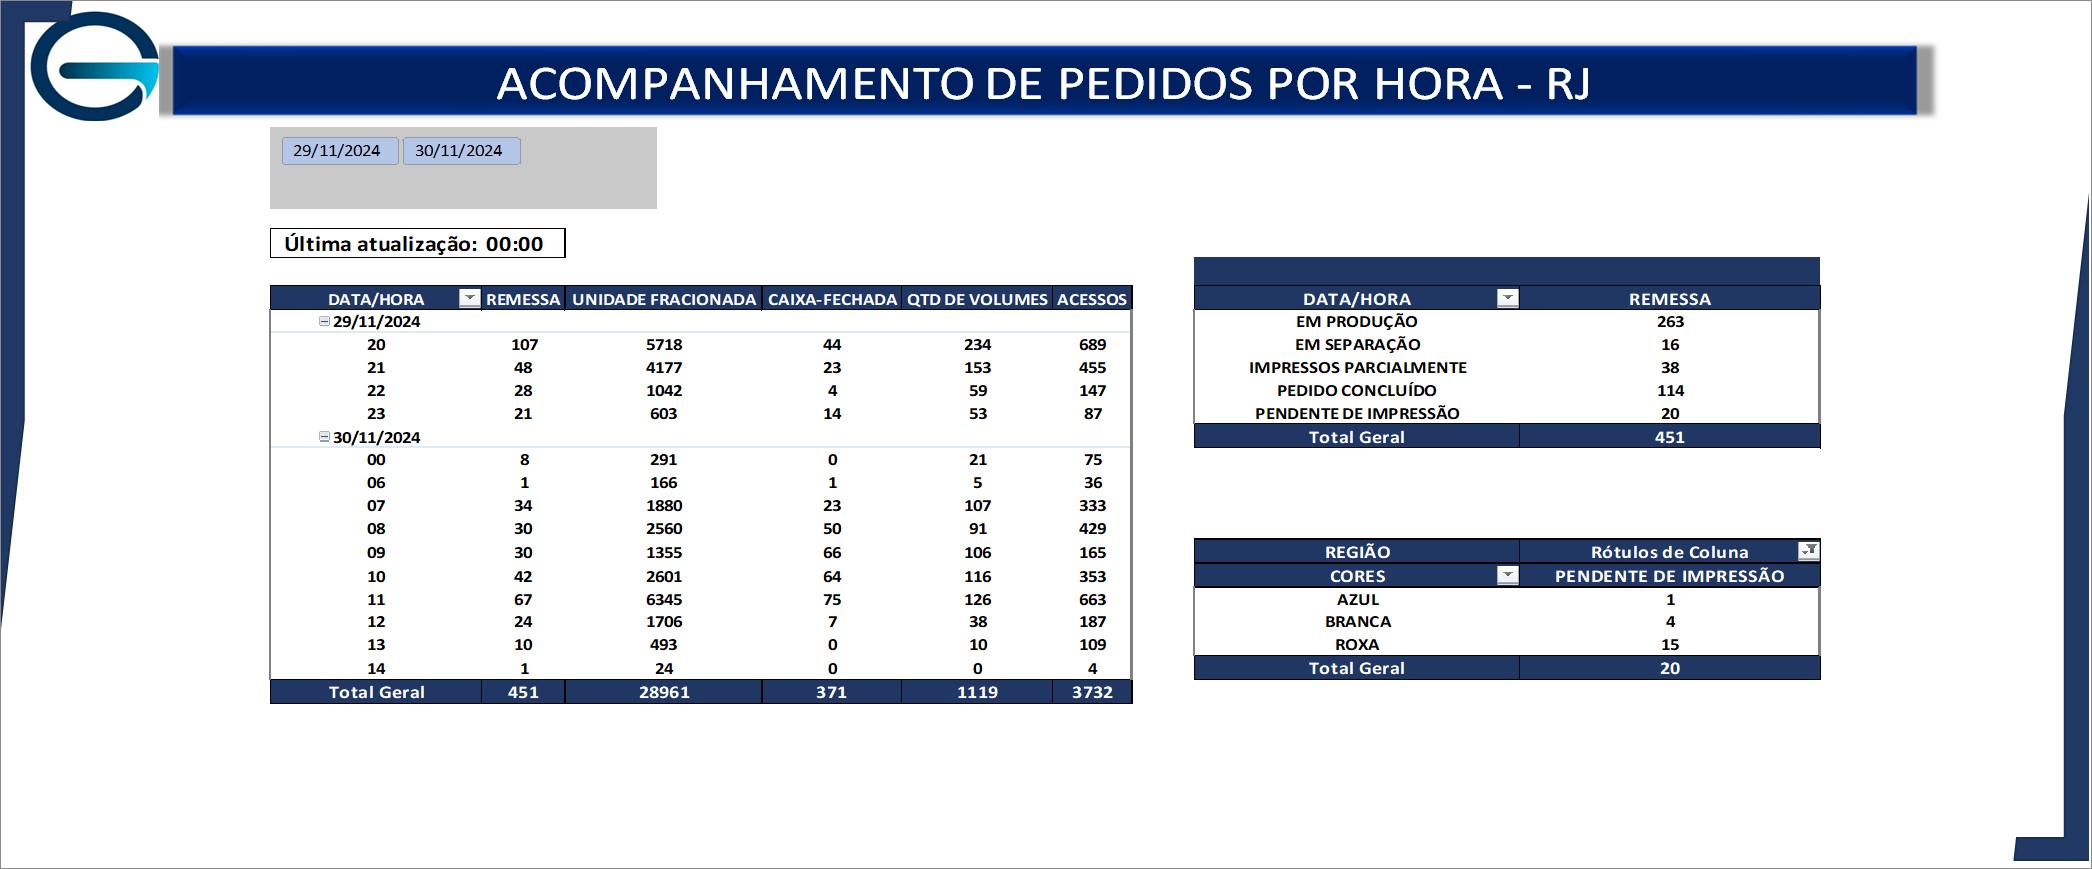 ACOMPANHAMENTO DE PEDIDOS POR HORA - RJ
29/11/2024 30/11/2024
Última atualização: 00:00
DATA/HORA REMESSA UNIDADE FRACIONADA CAIXA-FECHADA QTD DE VOLUMES ACESSOS
29/11/2024
20 107 5718 44 234 689
21 48 4177 23 153 455
22 28 1042 4 59 147
23 21 603 14 53 87
30/11/2024
00 8 291 0 21 75
06 1 166 1 5 36
07 34 1880 23 107 333
08 30 2560 50 91 429
09 30 1355 66 106 165
10 42 2601 64 116 353
11 67 6345 75 126 663
12 24 1706 7 38 187
13 10 493 0 10 109
14 1 24 0 0 4
Total Geral 451 28961 371 1119 3732
DATA/HORA REMESSA
EM PRODUÇÃO 263
EM SEPARAÇÃO 16
IMPRESSOS PARCIALMENTE 38
PEDIDO CONCLUÍDO 114
PENDENTE DE IMPRESSÃO 20
Total Geral 451
REGIÃO Rótulos de Coluna
CORES PENDENTE DE IMPRESSÃO
AZUL 1
BRANCA 4
ROXA 15
Total Geral 20